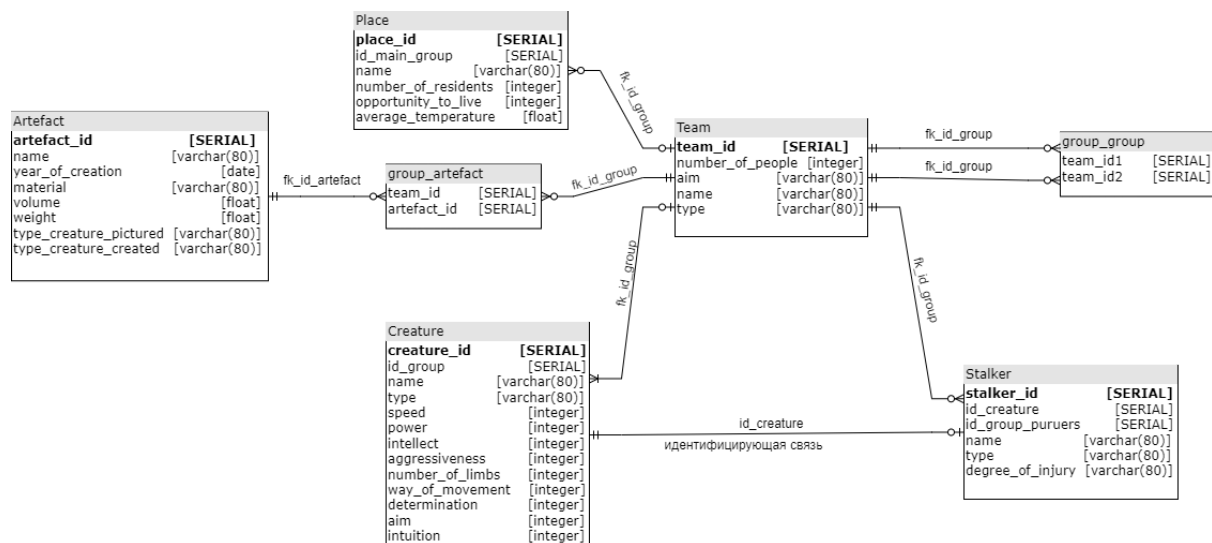 Place
place_id [SERIAL]
id_main_group [SERIAL]
name [varchar(80)]
number_of_residents [integer]
opportunity_to_live [integer]
average_temperature [float]
fk_id_group
Artefact
artefact_id [SERIAL]
name [varchar(80)]
year_of_creation [date]
material [varchar(80)]
volume [float]
weight [float]
type_creature_pictured [varchar(80)]
type_creature_created [varchar(80)]
fk_id_artefact
group_artefact
team_id [SERIAL]
artefact_id [SERIAL]
fk_id_group
Team
team_id [SERIAL]
number_of_people [integer]
aim [varchar(80)]
name [varchar(80)]
type [varchar(80)]
fk_id_group
fk_id_group
group_group
team_id1 [SERIAL]
team_id2 [SERIAL]
fk_id_group
fk_id_group
Creature
creature_id [SERIAL]
id_group [SERIAL]
name [varchar(80)]
type [varchar(80)]
speed [integer]
power [integer]
intellect [integer]
aggressiveness [integer]
number_of_limbs [integer]
way_of_movement [integer]
determination [integer]
aim [integer]
intuition [integer]
id_creature
идентифицирующая связь
Stalker
stalker_id [SERIAL]
id_creature [SERIAL]
id_group_puruers [SERIAL]
name [varchar(80)]
type [varchar(80)]
degree_of_injury [varchar(80)]